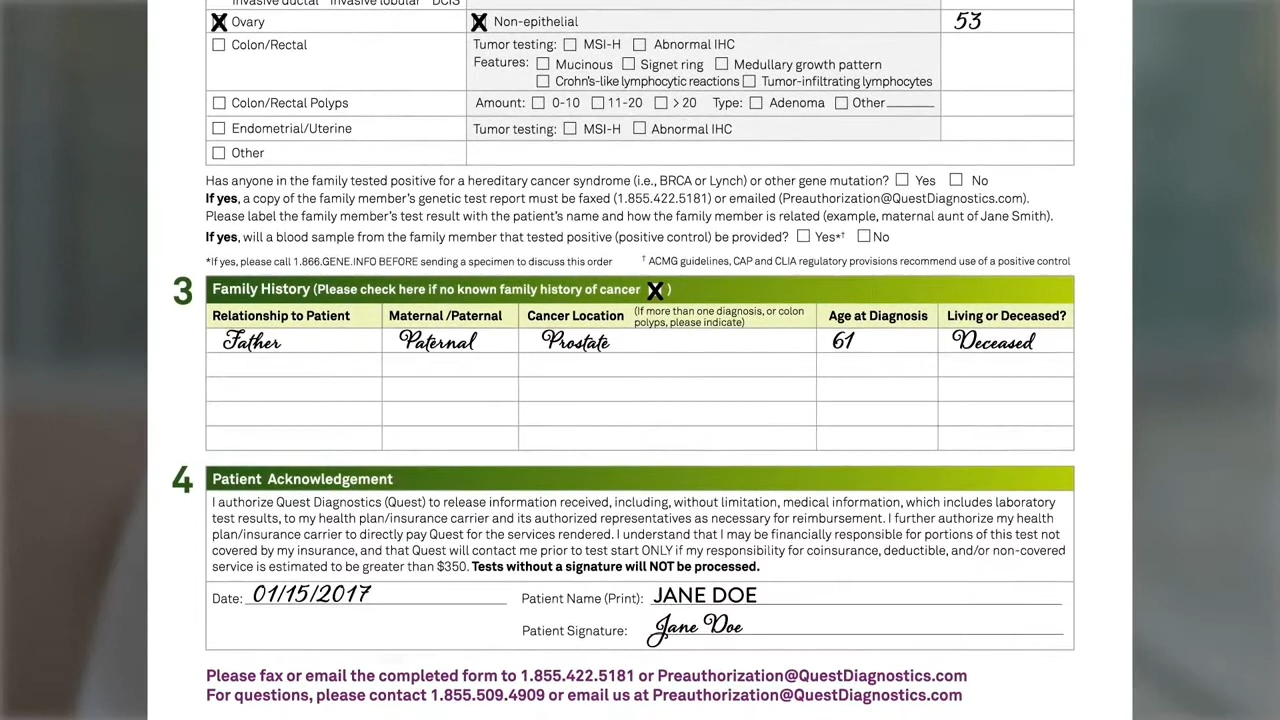 Invasive ductal Invasive lobular DCIS
X Ovary X Non-epithelial 53
Colon/Rectal Tumor testing: MSI-H Abnormal IHC
Features: Mucinous Signet ring Medullary growth pattern
Crohn's-like lymphocytic reactions Tumor-infiltrating lymphocytes
Colon/Rectal Polyps Amount: 0-10 11-20 > 20 Type: Adenoma Other
Endometrial/Uterine Tumor testing: MSI-H Abnormal IHC
Other
Has anyone in the family tested positive for a hereditary cancer syndrome (i.e., BRCA or Lynch) or other gene mutation? Yes No
If yes, a copy of the family member's genetic test report must be faxed (1.855.422.5181) or emailed (Preauthorization@QuestDiagnostics.com).
Please label the family member's test result with the patient's name and how the family member is related (example, maternal aunt of Jane Smith).
If yes, will a blood sample from the family member that tested positive (positive control) be provided? Yes*† No
*If yes, please call 1.866.GENE.INFO BEFORE sending a specimen to discuss this order † ACMG guidelines, CAP and CLIA regulatory provisions recommend use of a positive control
3 Family History (Please check here if no known family history of cancer X )
Relationship to Patient Maternal /Paternal Cancer Location (If more than one diagnosis, or colon polyps, please indicate) Age at Diagnosis Living or Deceased?
Father Paternal Prostate 61 Deceased
4 Patient Acknowledgement
I authorize Quest Diagnostics (Quest) to release information received, including, without limitation, medical information, which includes laboratory
test results, to my health plan/insurance carrier and its authorized representatives as necessary for reimbursement. I further authorize my health
plan/insurance carrier to directly pay Quest for the services rendered. I understand that I may be financially responsible for portions of this test not
covered by my insurance, and that Quest will contact me prior to test start ONLY if my responsibility for coinsurance, deductible, and/or non-covered
service is estimated to be greater than $350. Tests without a signature will NOT be processed.
Date: 01/15/2017 Patient Name (Print): JANE DOE
Patient Signature: Jane Doe
Please fax or email the completed form to 1.855.422.5181 or Preauthorization@QuestDiagnostics.com
For questions, please contact 1.855.509.4909 or email us at Preauthorization@QuestDiagnostics.com